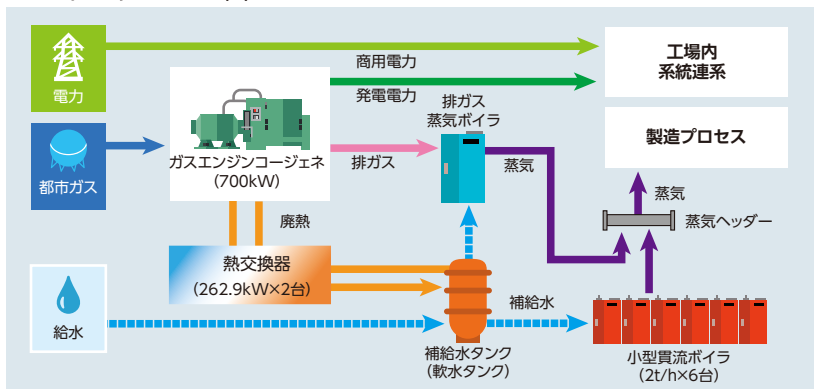 電力
商用電力
発電電力
工場内
系統連系
都市ガス
ガスエンジンコージェネ
(700kW)
排ガス
排ガス
蒸気ボイラ
蒸気
製造プロセス
蒸気
蒸気ヘッダー
廃熱
熱交換器
(262.9kW×2台)
給水
補給水
補給水タンク
(軟水タンク)
小型貫流ボイラ
(2t/h×6台)